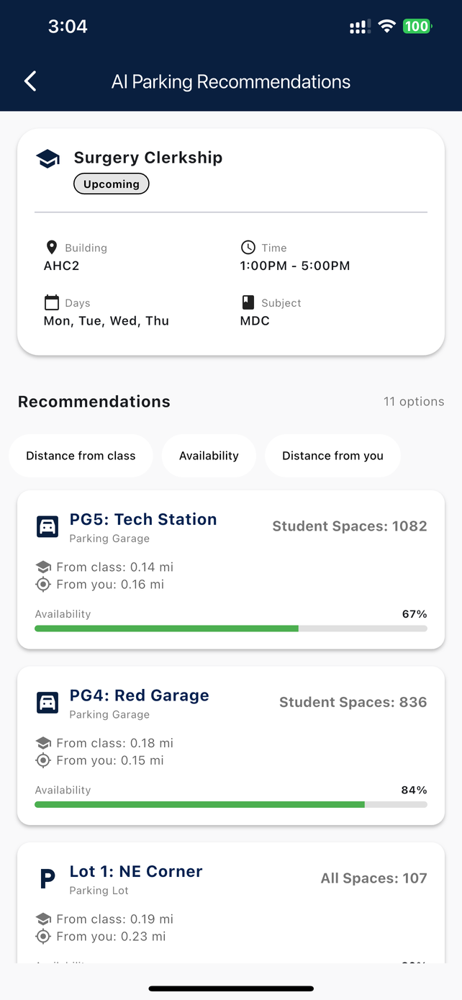 3:04
100
AI Parking Recommendations
Surgery Clerkship
Upcoming
Building
AHC2
Time
1:00PM - 5:00PM
Days
Mon, Tue, Wed, Thu
Subject
MDC
Recommendations
11 options
Distance from class
Availability
Distance from you
PG5: Tech Station
Parking Garage
Student Spaces: 1082
From class: 0.14 mi
From you: 0.16 mi
Availability
67%
PG4: Red Garage
Parking Garage
Student Spaces: 836
From class: 0.18 mi
From you: 0.15 mi
Availability
84%
P
Lot 1: NE Corner
Parking Lot
All Spaces: 107
From class: 0.19 mi
From you: 0.23 mi